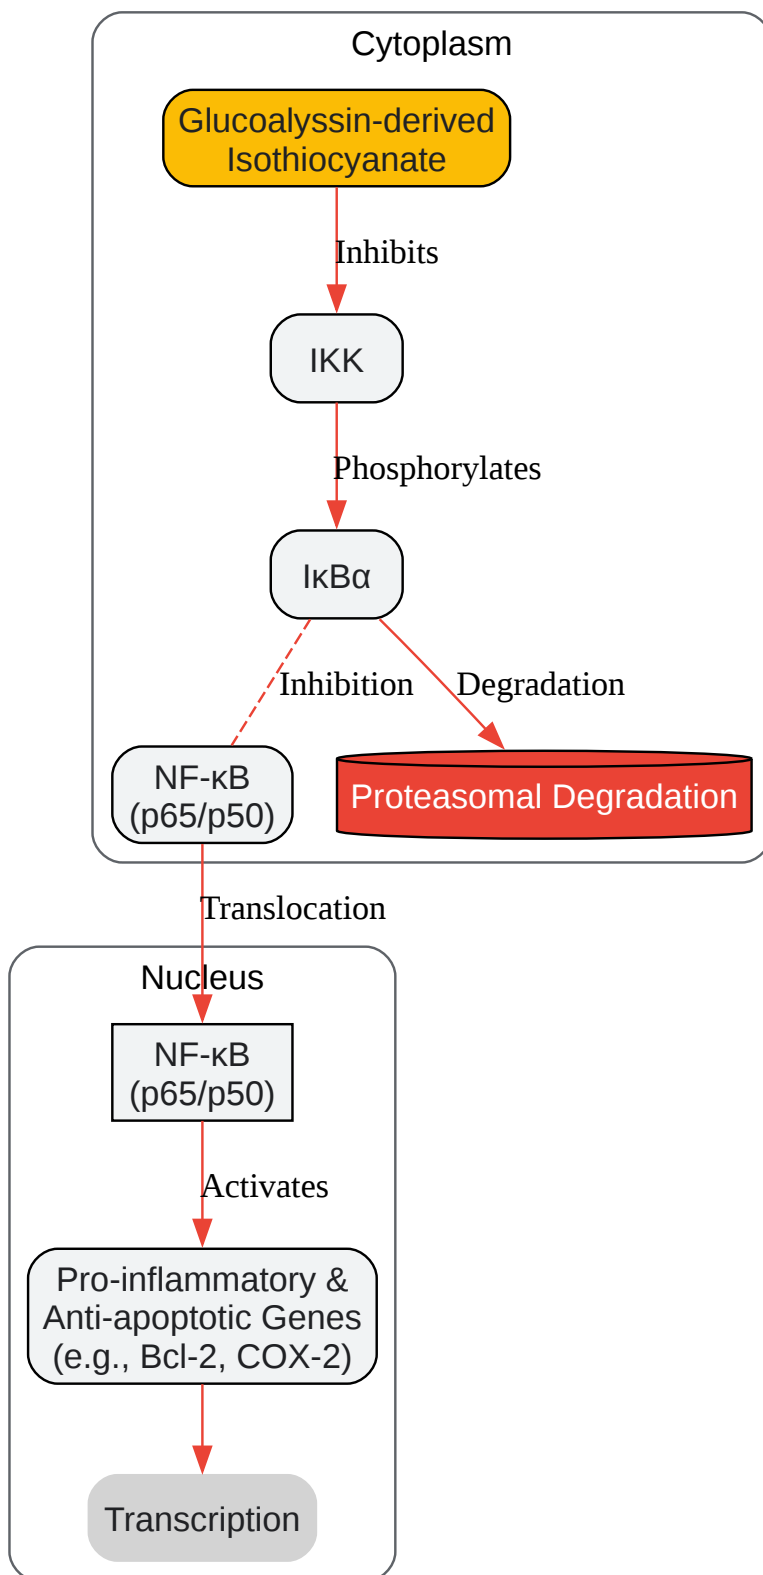 Cytoplasm
Glucoalyssin-derived
Isothiocyanate
Inhibits
IKK
Phosphorylates
IκBα
Inhibition
Degradation
NF-κB
(p65/p50)
Proteasomal Degradation
Translocation
Nucleus
NF-κB
(p65/p50)
Activates
Pro-inflammatory &
Anti-apoptotic Genes
(e.g., Bcl-2, COX-2)
Transcription